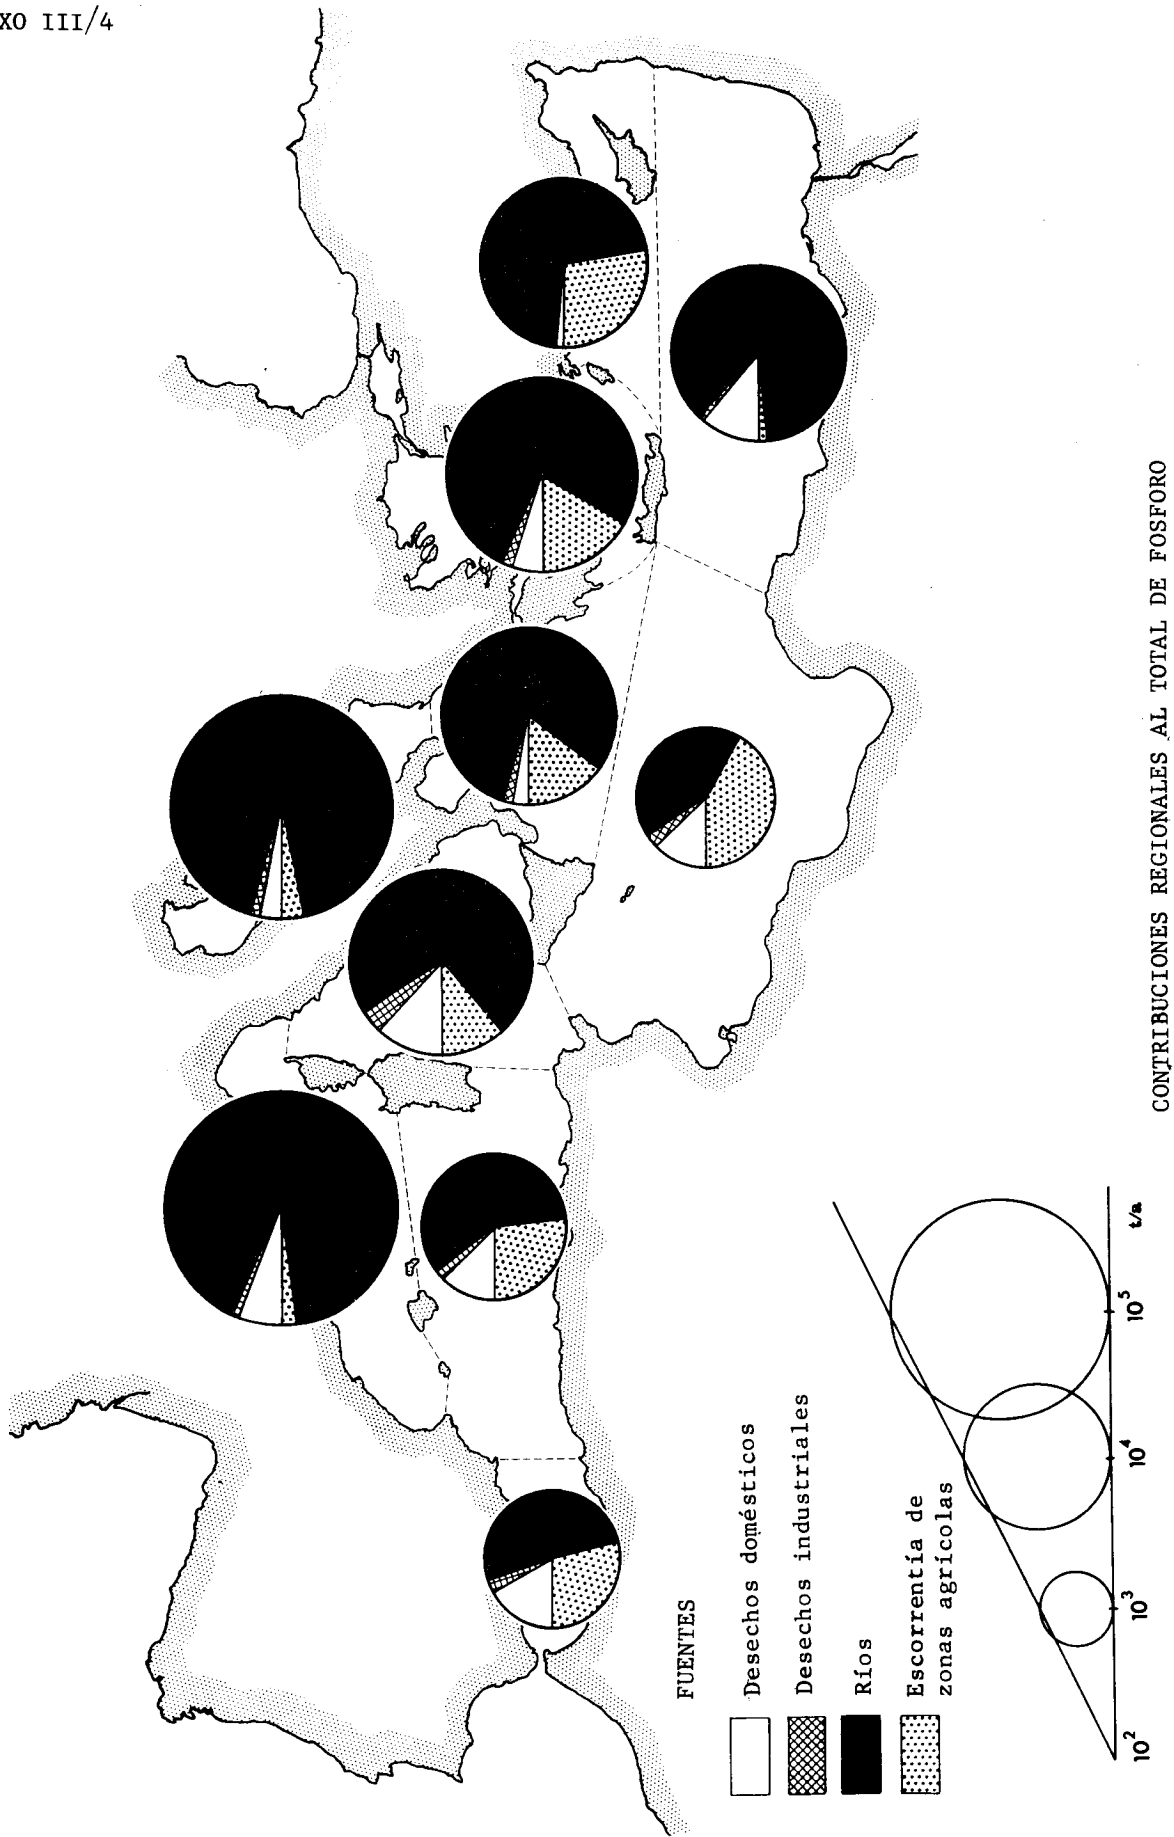 XO III/4
FUENTES
Desechos domésticos
Desechos industriales
Ríos
Escorrentía de
zonas agrícolas
10² 10³ 10⁴ 10⁵ t/a
CONTRIBUCIONES REGIONALES AL TOTAL DE FOSFORO